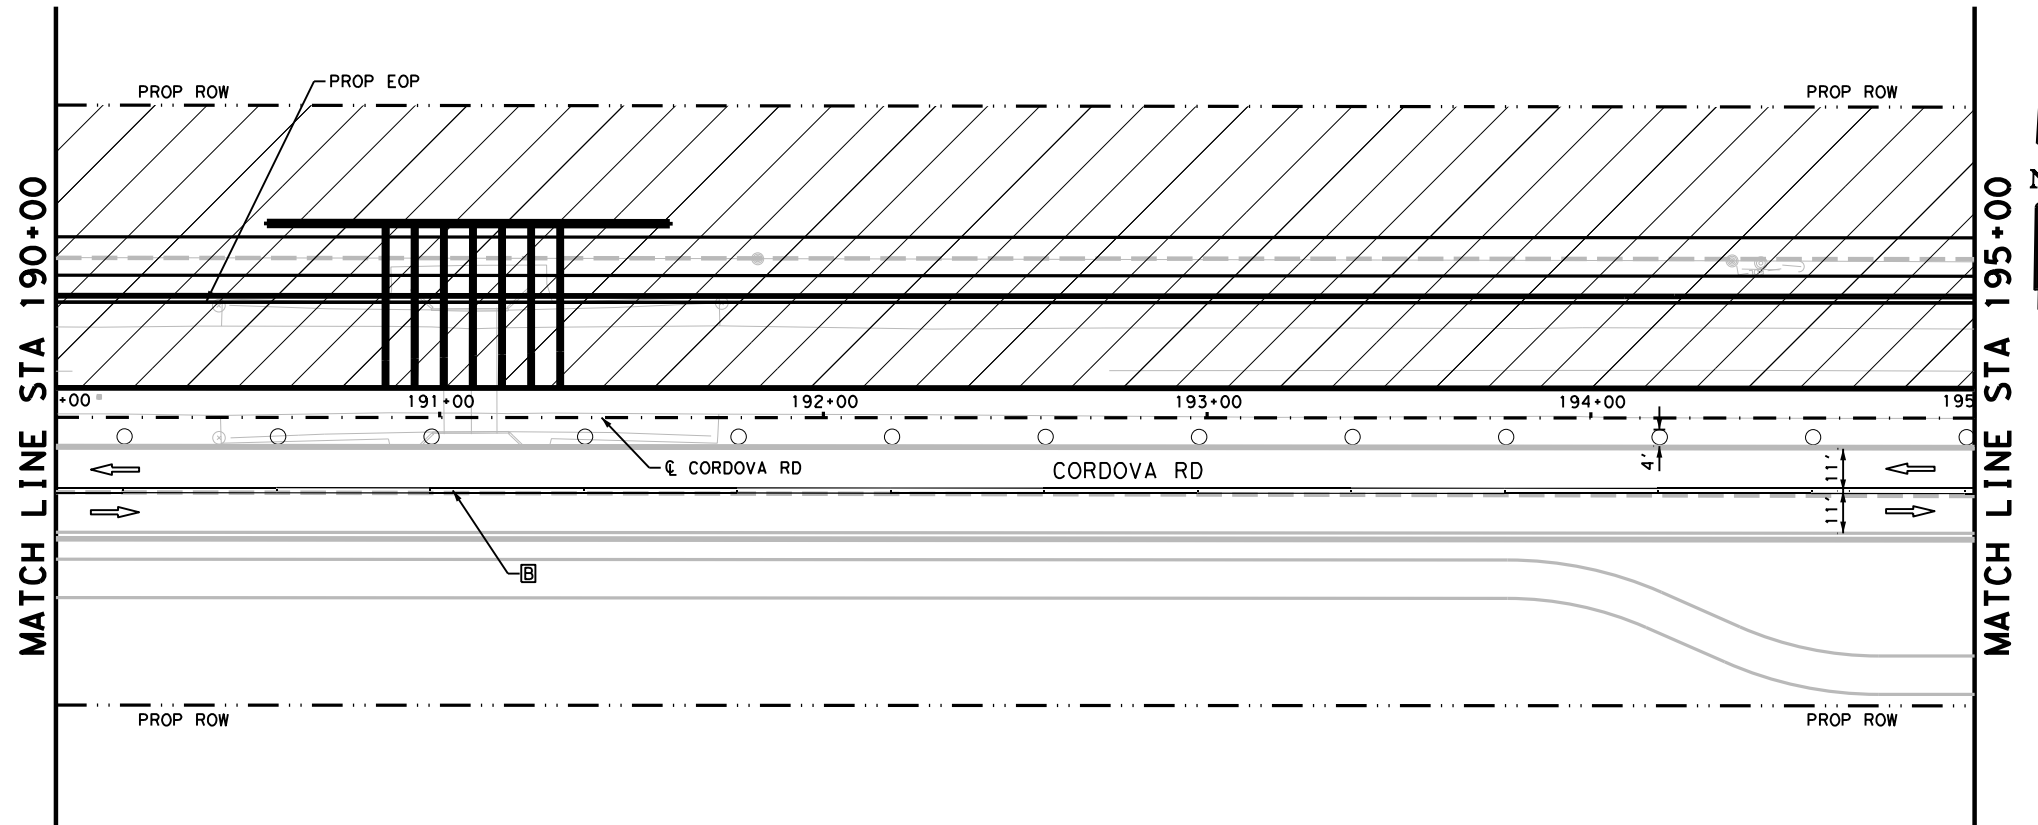 PROP EOP
PROP ROW
PROP ROW
MATCH LINE STA 190+00
MATCH LINE STA 195+00
N
+00
191+00
192+00
193+00
194+00
195
℄ CORDOVA RD
CORDOVA RD
4'
11'
11'
B
PROP ROW
PROP ROW